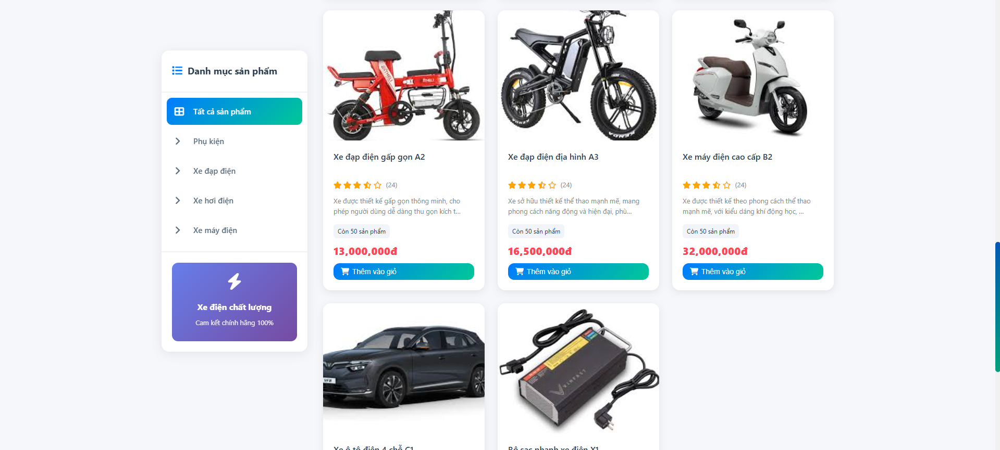 Danh mục sản phẩm
Tất cả sản phẩm
Phụ kiện
Xe đạp điện
Xe hơi điện
Xe máy điện
Xe điện chất lượng
Cam kết chính hãng 100%
Xe đạp điện gấp gọn A2
(24)
Xe được thiết kế gấp gọn thông minh, cho
phép người dùng dễ dàng thu gọn kích t...
Còn 50 sản phẩm
13,000,000đ
Thêm vào giỏ
KENDA
Xe đạp điện địa hình A3
(24)
Xe sở hữu thiết kế thể thao mạnh mẽ, mang
phong cách năng động và hiện đại, phù...
Còn 50 sản phẩm
16,500,000đ
Thêm vào giỏ
Xe máy điện cao cấp B2
(24)
Xe được thiết kế theo phong cách thể thao
mạnh mẽ, với kiểu dáng khí động học, ...
Còn 50 sản phẩm
32,000,000đ
Thêm vào giỏ
Xe ô tô điện 4 chỗ C1
VINFAST
Bộ sạc nhanh xe điện X1